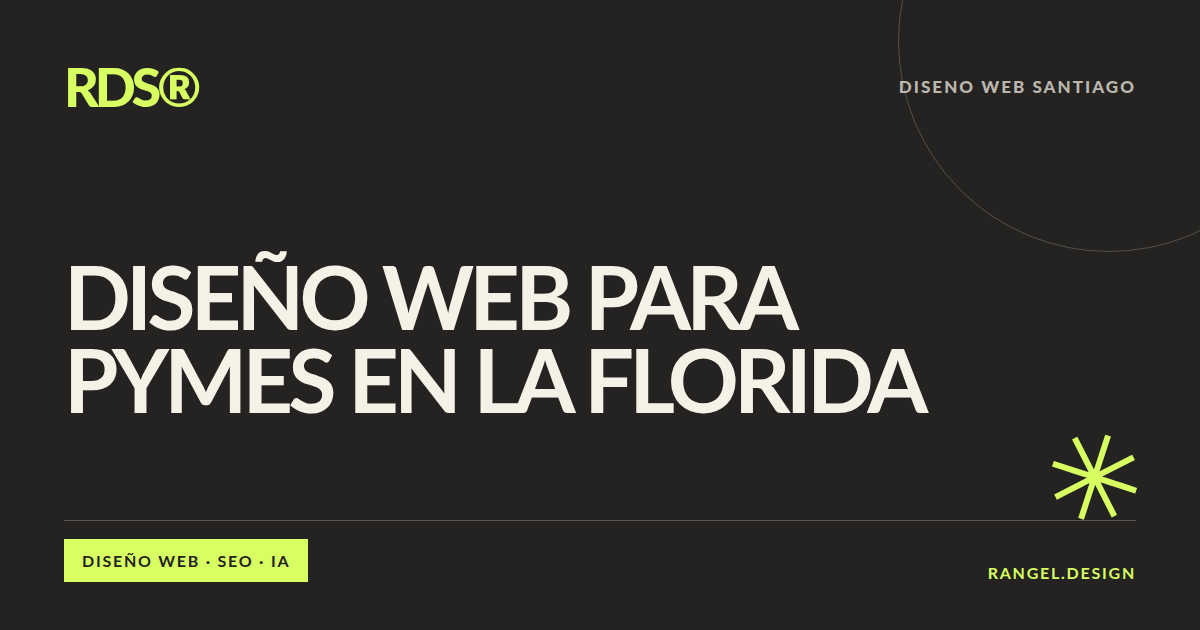 RDS®
DISENO WEB SANTIAGO
DISEÑO WEB PARA
PYMES EN LA FLORIDA
DISEÑO WEB · SEO · IA
RANGEL.DESIGN